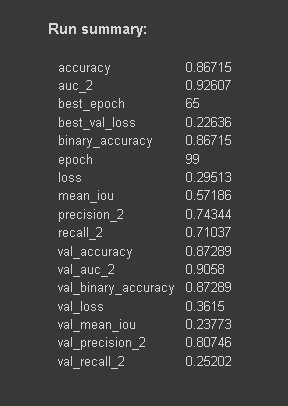 Run summary:
accuracy 0.86715
auc_2 0.92607
best_epoch 65
best_val_loss 0.22636
binary_accuracy 0.86715
epoch 99
loss 0.29513
mean_iou 0.57186
precision_2 0.74344
recall_2 0.71037
val_accuracy 0.87289
val_auc_2 0.9058
val_binary_accuracy 0.87289
val_loss 0.3615
val_mean_iou 0.23773
val_precision_2 0.80746
val_recall_2 0.25202